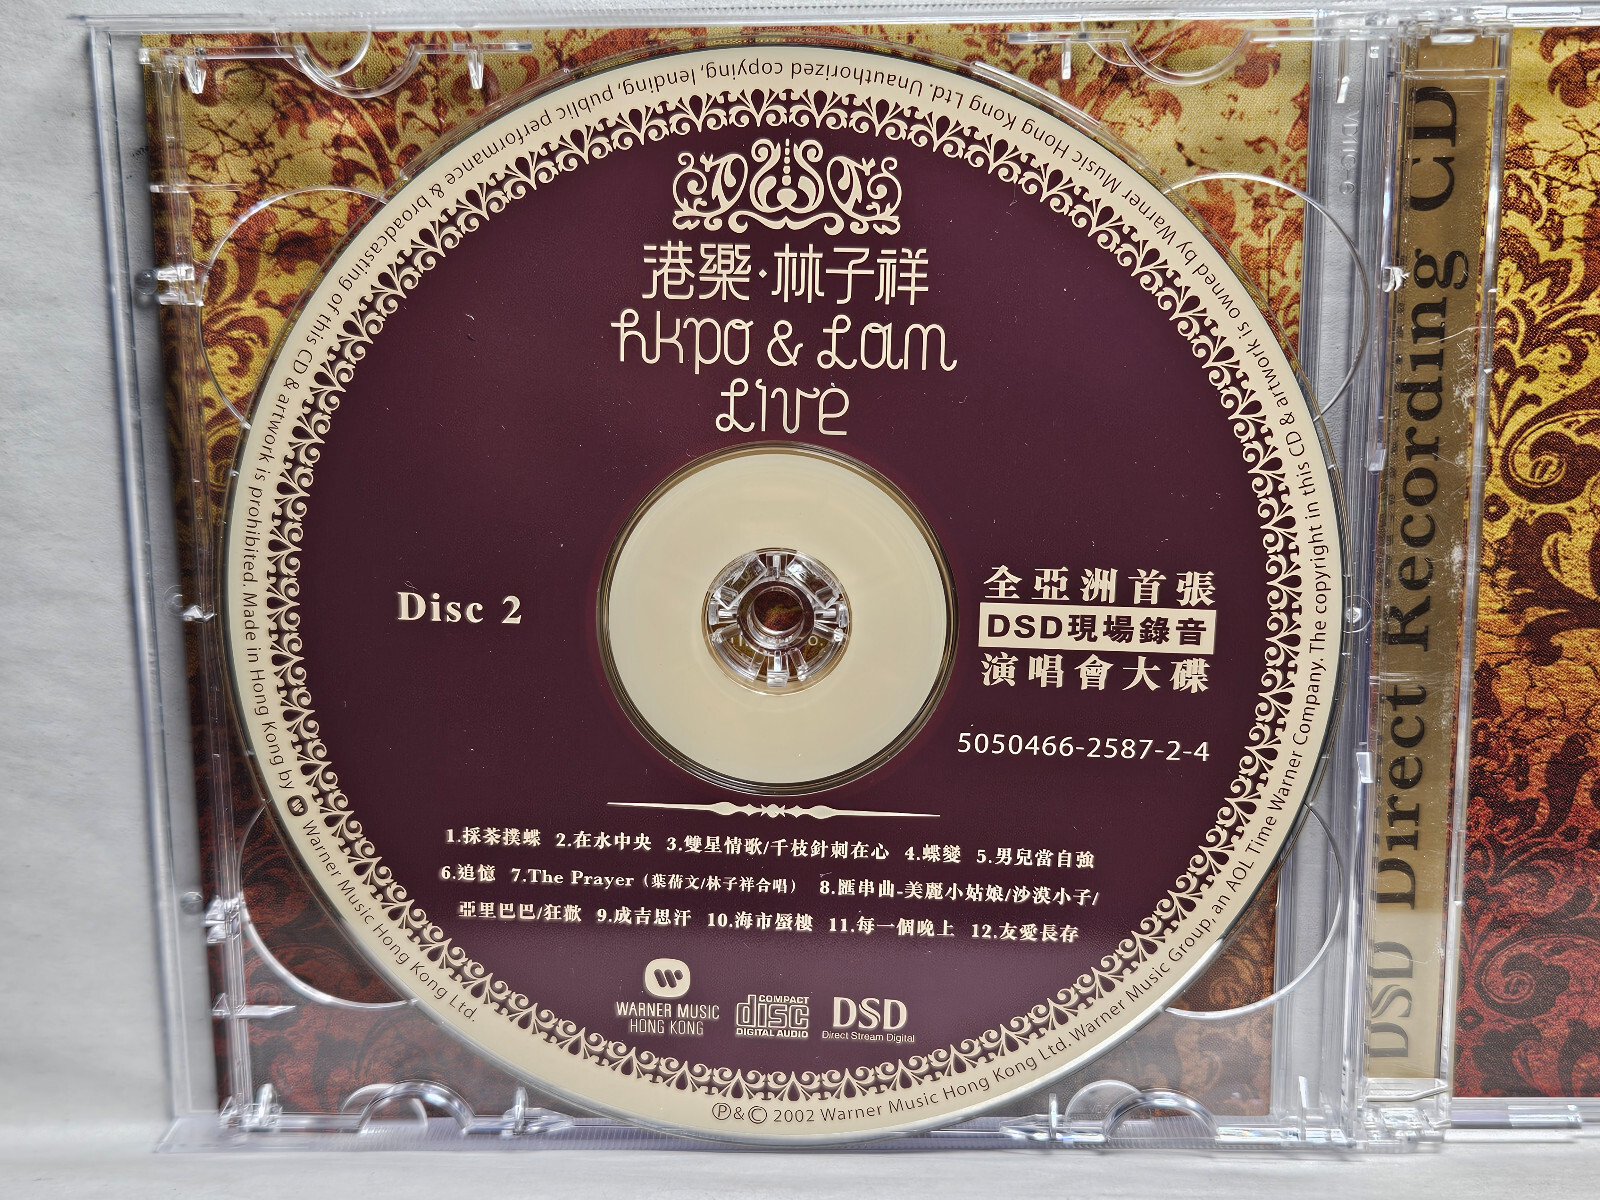 港樂·林子祥
hkpo & Lam
Live
Disc 2
全亞洲首張
DSD現場錄音
演唱會大碟
5050466-2587-2-4
1.採荼撲蝶 2.在水中央 3.雙星情歌/千枝針刺在心 4.蝶變 5.男兒當自強
6.追憶 7.The Prayer (葉蒨文/林子祥合唱) 8.匯串曲-美麗小姑娘/沙漠小子/
亞里巴巴/狂歡 9.成吉思汗 10.海市蜃樓 11.每一個晚上 12.友愛長存
WARNER MUSIC
HONG KONG
COMPACT
disc
DIGITAL AUDIO
DSD
Direct Stream Digital
℗&© 2002 Warner Music Hong Kong Ltd. Warner Music Group, an AOL Time Warner Company. The copyright in this CD & artwork is owned by Warner Music Hong Kong Ltd. Unauthorized copying, lending, public performance & broadcasting of this CD & artwork is prohibited. Made in Hong Kong by Warner Music Hong Kong Ltd.
DSD Direct Recording CD